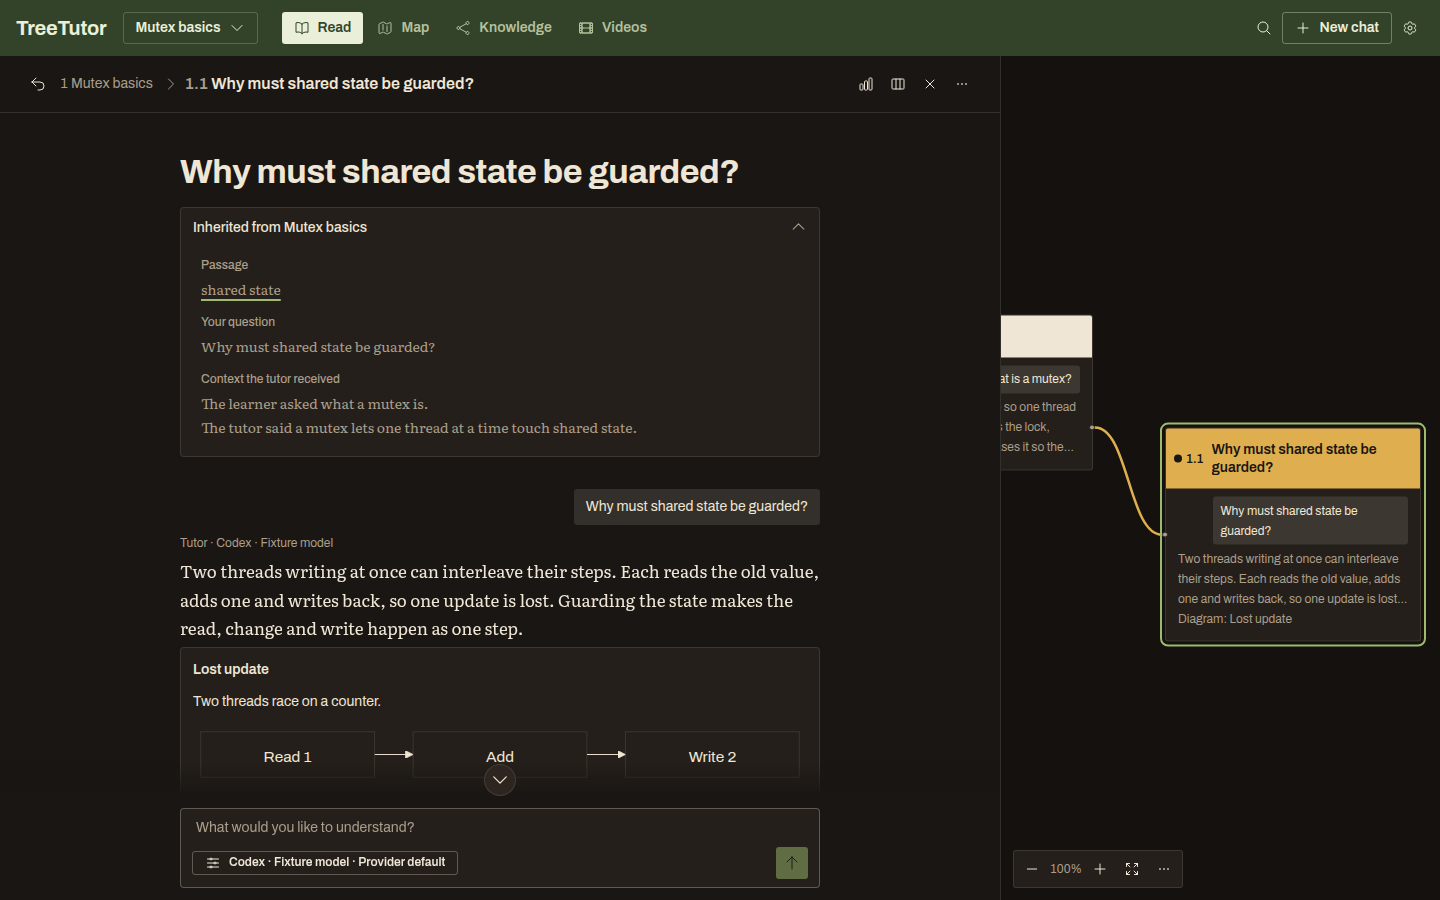 TreeTutor
Mutex basics
Read
Map
Knowledge
Videos
New chat
1 Mutex basics
1.1 Why must shared state be guarded?
Why must shared state be guarded?
Inherited from Mutex basics
Passage
shared state
Your question
Why must shared state be guarded?
Context the tutor received
The learner asked what a mutex is.
The tutor said a mutex lets one thread at a time touch shared state.
Why must shared state be guarded?
Tutor · Codex · Fixture model
Two threads writing at once can interleave their steps. Each reads the old value,
adds one and writes back, so one update is lost. Guarding the state makes the
read, change and write happen as one step.
Lost update
Two threads race on a counter.
Read 1
Add
Write 2
What would you like to understand?
Codex · Fixture model · Provider default
at is a mutex?
so one thread
the lock,
ses it so the...
1.1
Why must shared state be
guarded?
Why must shared state be
guarded?
Two threads writing at once can interleave
their steps. Each reads the old value, adds
one and writes back, so one update is lost...
Diagram: Lost update
100%